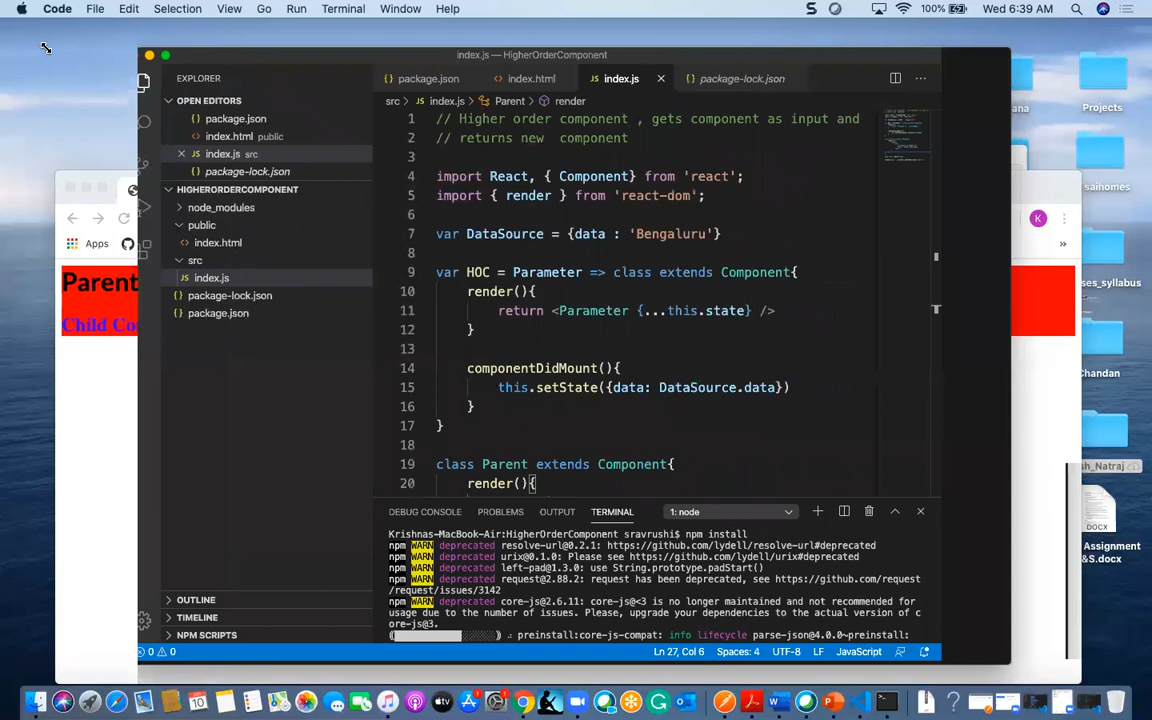 Code File Edit Selection View Go Run Terminal Window Help
100% Wed 6:39 AM
index.js — HigherOrderComponent
EXPLORER
package.json index.html index.js package-lock.json
OPEN EDITORS
src > index.js > Parent > render
package.json
index.html public
index.js src
package-lock.json
HIGHERORDERCOMPONENT
node_modules
public
index.html
src
index.js
package-lock.json
package.json
OUTLINE
TIMELINE
NPM SCRIPTS
1 // Higher order component , gets component as input and
2 // returns new component
3
4 import React, { Component} from 'react';
5 import { render } from 'react-dom';
6
7 var DataSource = {data : 'Bengaluru'}
8
9 var HOC = Parameter => class extends Component{
10 render(){
11 return <Parameter {...this.state} />
12 }
13
14 componentDidMount(){
15 this.setState({data: DataSource.data})
16 }
17 }
18
19 class Parent extends Component{
20 render(){
DEBUG CONSOLE PROBLEMS OUTPUT TERMINAL 1: node
Krishnas-MacBook-Air:HigherOrderComponent sravrushi$ npm install
npm WARN deprecated resolve-url@0.2.1: https://github.com/lydell/resolve-url#deprecated
npm WARN deprecated urix@0.1.0: Please see https://github.com/lydell/urix#deprecated
npm WARN deprecated left-pad@1.3.0: use String.prototype.padStart()
npm WARN deprecated request@2.88.2: request has been deprecated, see https://github.com/request
/request/issues/3142
npm WARN deprecated core-js@2.6.11: core-js@<3 is no longer maintained and not recommended for
usage due to the number of issues. Please, upgrade your dependencies to the actual version of c
ore-js@3.
preinstall:core-js-compat: info lifecycle parse-json@4.0.0~preinstall:
0 0 Ln 27, Col 6 Spaces: 4 UTF-8 LF JavaScript
Apps
Parent
Child
K
»
Projects
saihomes
ses_syllabus
Chandan
sh_Natraj
DOCX
Assignment
&S.docx
10